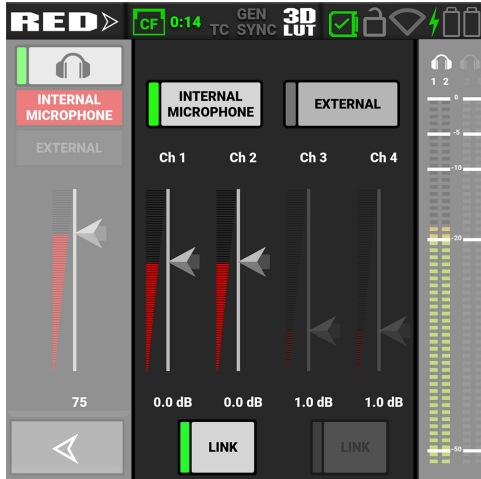 RED
CF 0:14 GEN
TC SYNC 3D
LUT
INTERNAL
MICROPHONE
EXTERNAL
75
INTERNAL
MICROPHONE
EXTERNAL
Ch 1 Ch 2 Ch 3 Ch 4
0.0 dB 0.0 dB 1.0 dB 1.0 dB
LINK LINK
1 2
0
-5
-10
-20
-50